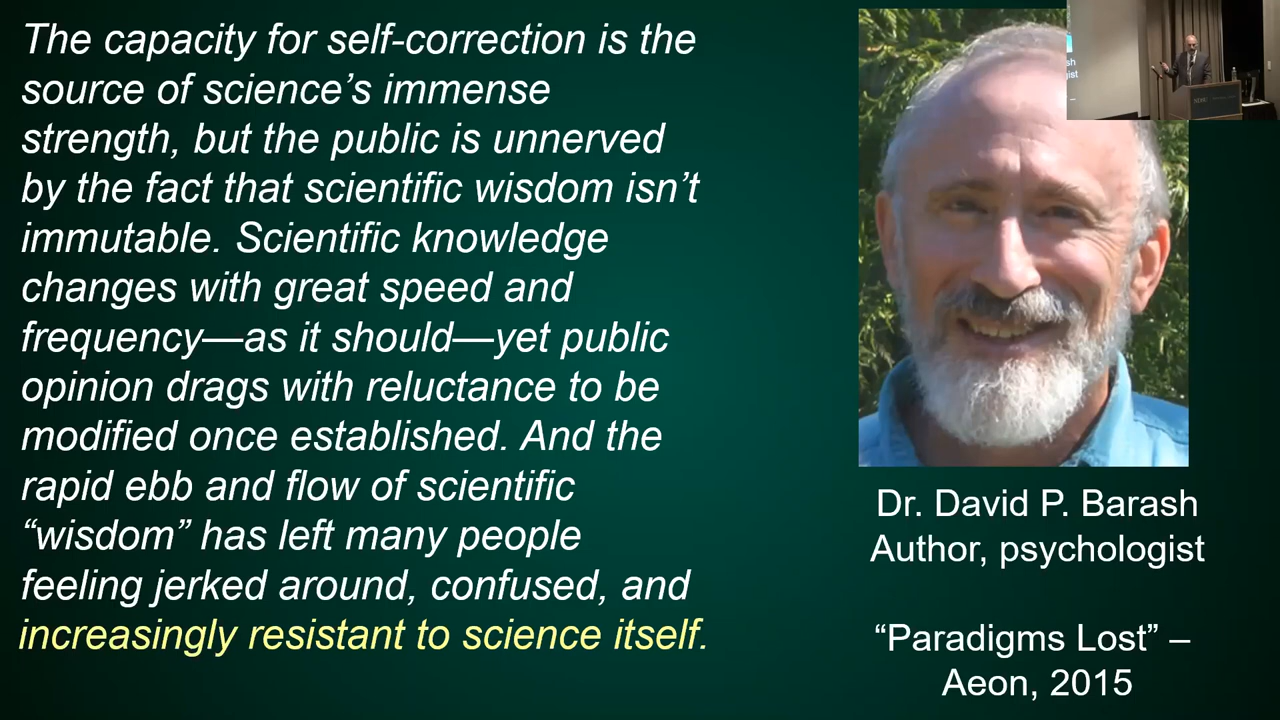 The capacity for self-correction is the
source of science’s immense
strength, but the public is unnerved
by the fact that scientific wisdom isn’t
immutable. Scientific knowledge
changes with great speed and
frequency—as it should—yet public
opinion drags with reluctance to be
modified once established. And the
rapid ebb and flow of scientific
“wisdom” has left many people
feeling jerked around, confused, and
increasingly resistant to science itself.
Dr. David P. Barash
Author, psychologist
“Paradigms Lost” –
Aeon, 2015